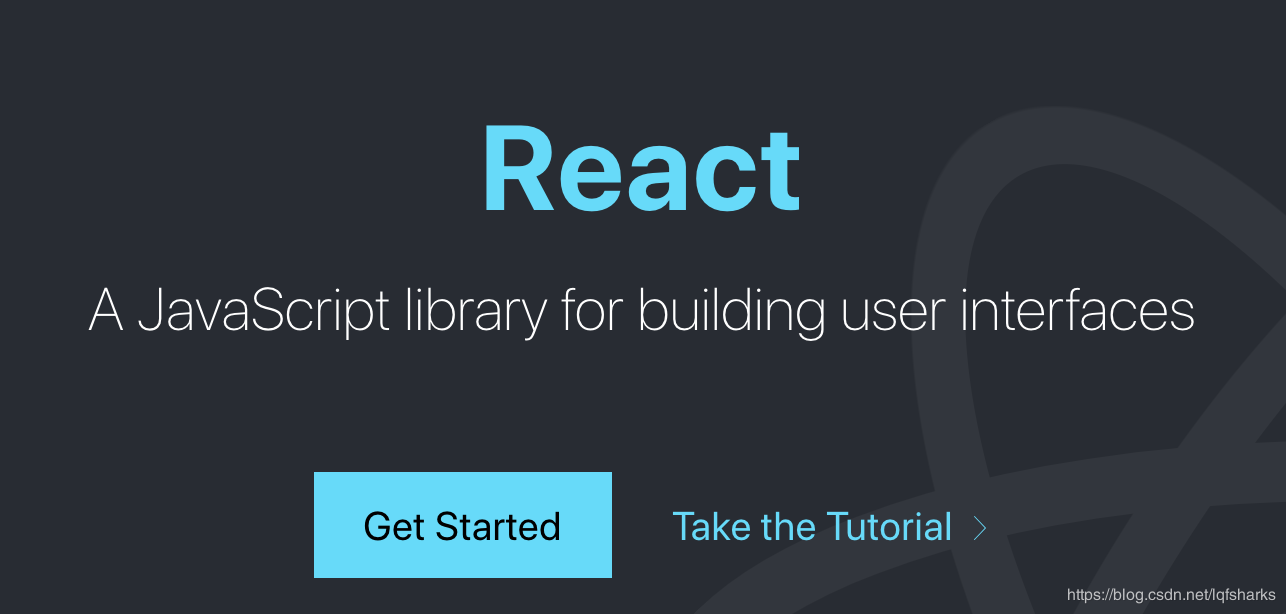 React
A JavaScript library for building user interfaces
Get Started
Take the Tutorial
https://blog.csdn.net/lqfsharks